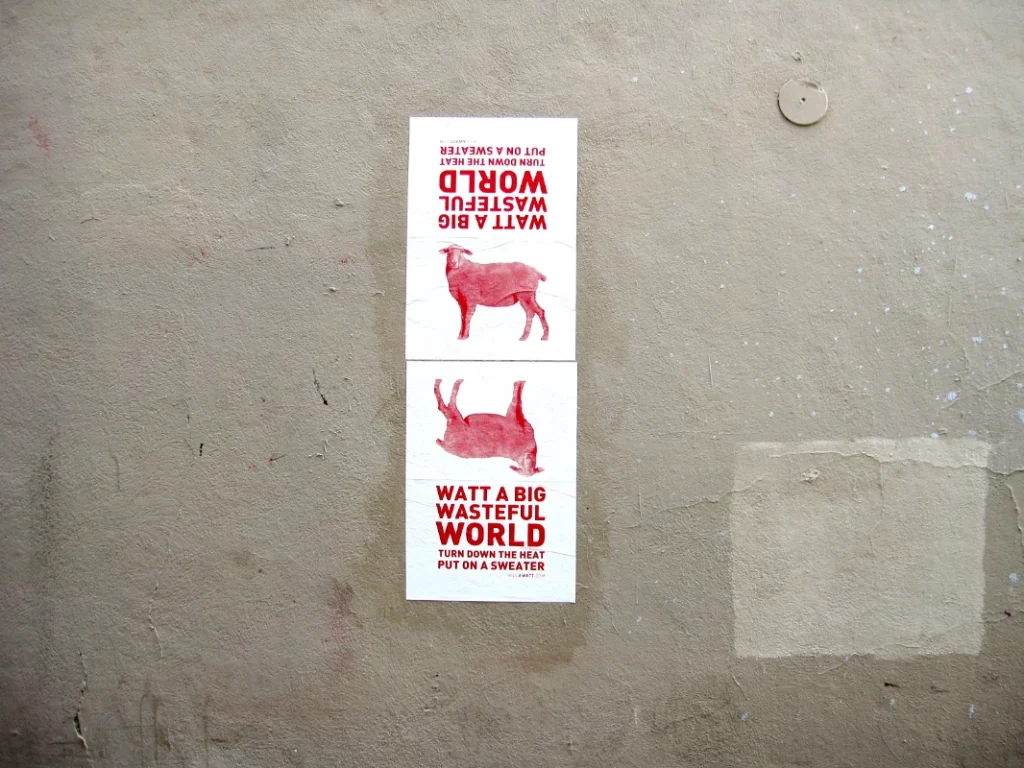 PUT ON A SWEATER
TURN DOWN THE HEAT
WORLD
WASTEFUL
WATT A BIG
WATT A BIG
WASTEFUL
WORLD
TURN DOWN THE HEAT
PUT ON A SWEATER